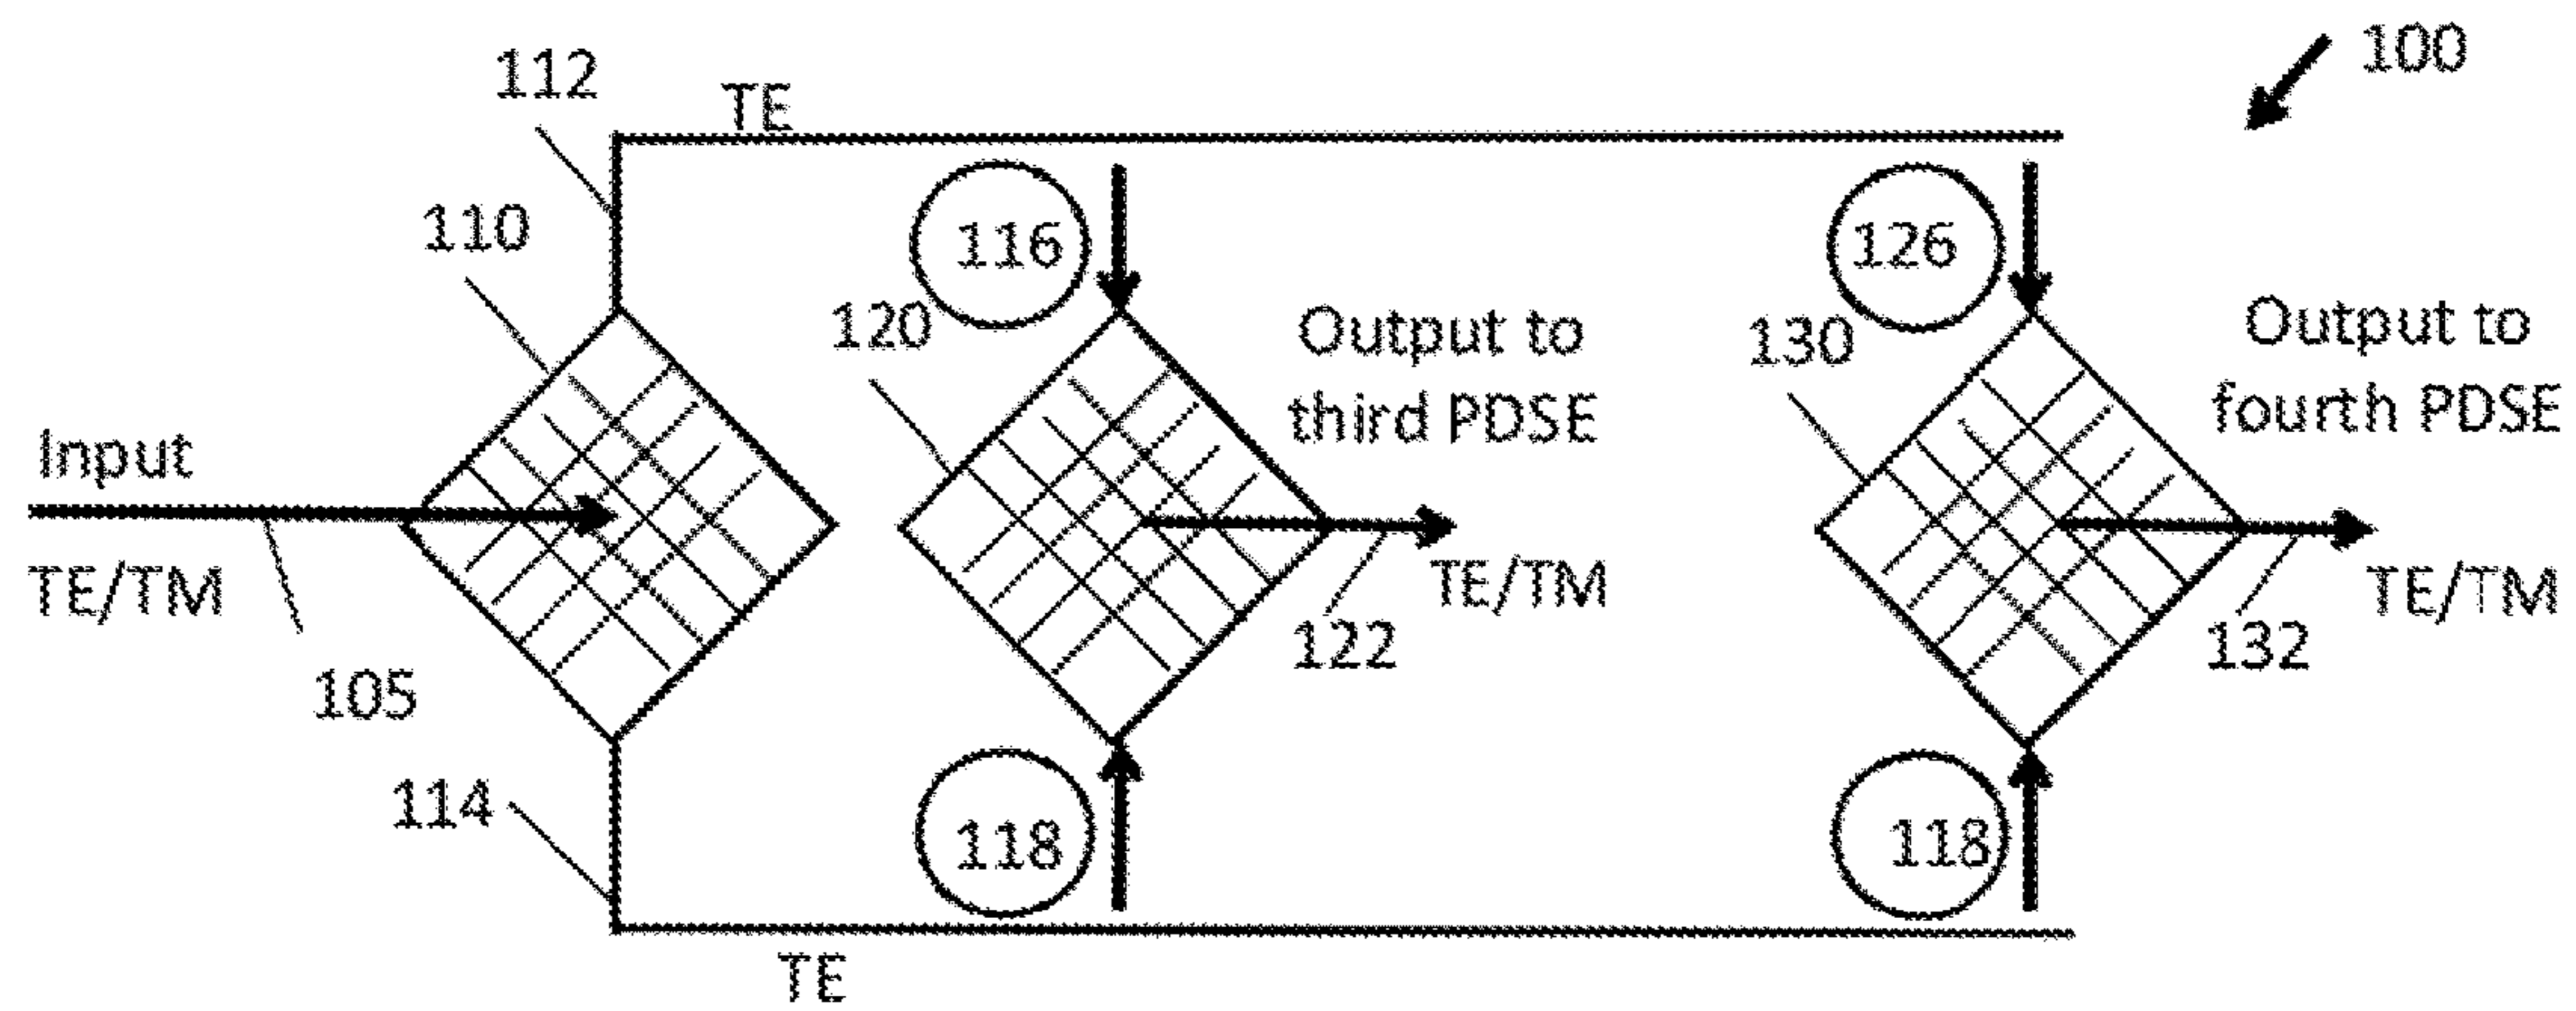 100
112
TE
110
116
126
120
130
Output to
third PDSE
Output to
fourth PDSE
Input
TE/TM
105
TE/TM
122
TE/TM
132
114
118
118
TE